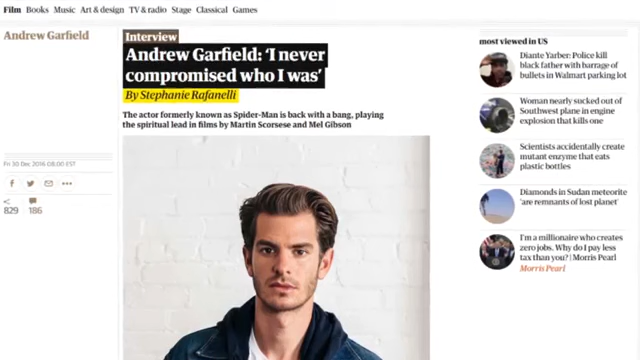 Film Books Music Art & design TV & radio Stage Classical Games
Andrew Garfield
Interview
Andrew Garfield: 'I never
compromised who I was'
By Stephanie Rafanelli
The actor formerly known as Spider-Man is back with a bang, playing
the spiritual lead in films by Martin Scorsese and Mel Gibson
Fri 30 Dec 2016 08.00 EST
829 186
most viewed in US
Diante Yarber: Police kill
black father with barrage of
bullets in Walmart parking lot
Woman nearly sucked out of
Southwest plane in engine
explosion that kills one
Scientists accidentally create
mutant enzyme that eats
plastic bottles
Diamonds in Sudan meteorite
'are remnants of lost planet'
I'm a millionaire who creates
zero jobs. Why do I pay less
tax than you? | Morris Pearl
Morris Pearl